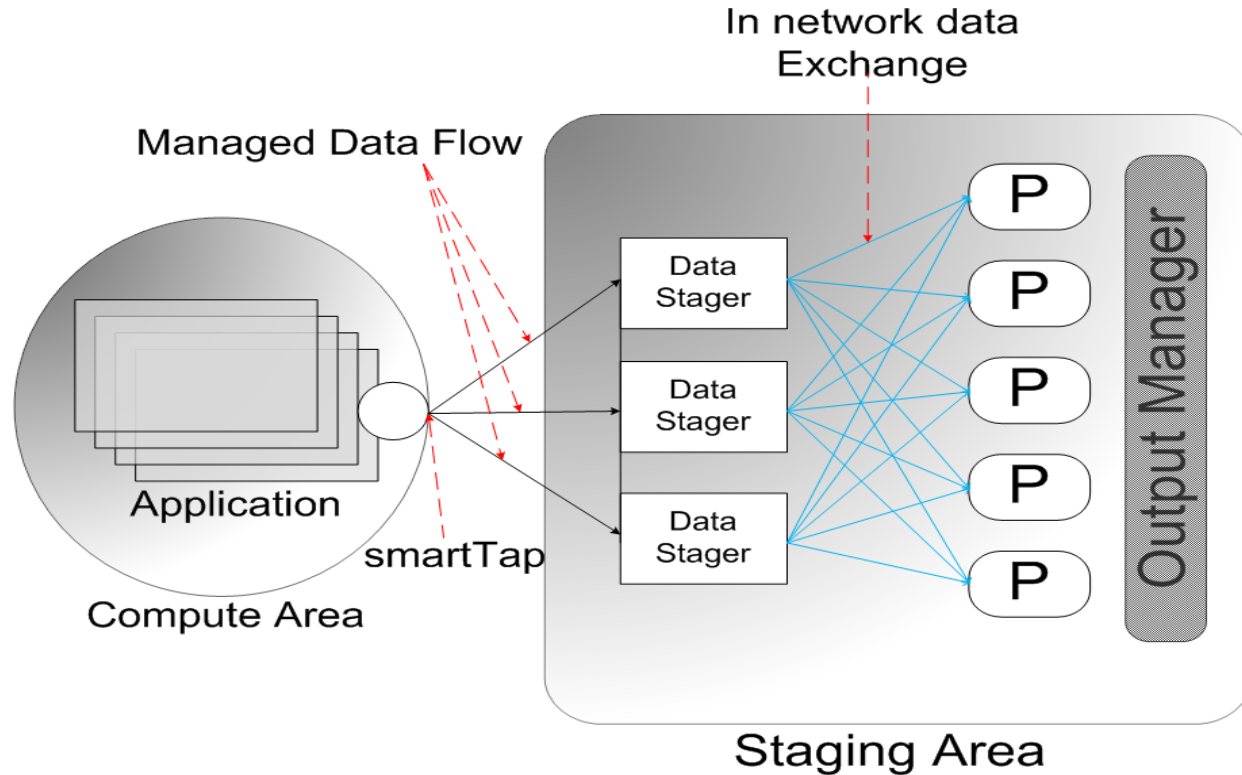 In network data
Exchange
Managed Data Flow
Application
smartTap
Compute Area
Data
Stager
Data
Stager
Data
Stager
P
P
P
P
P
Output Manager
Staging Area